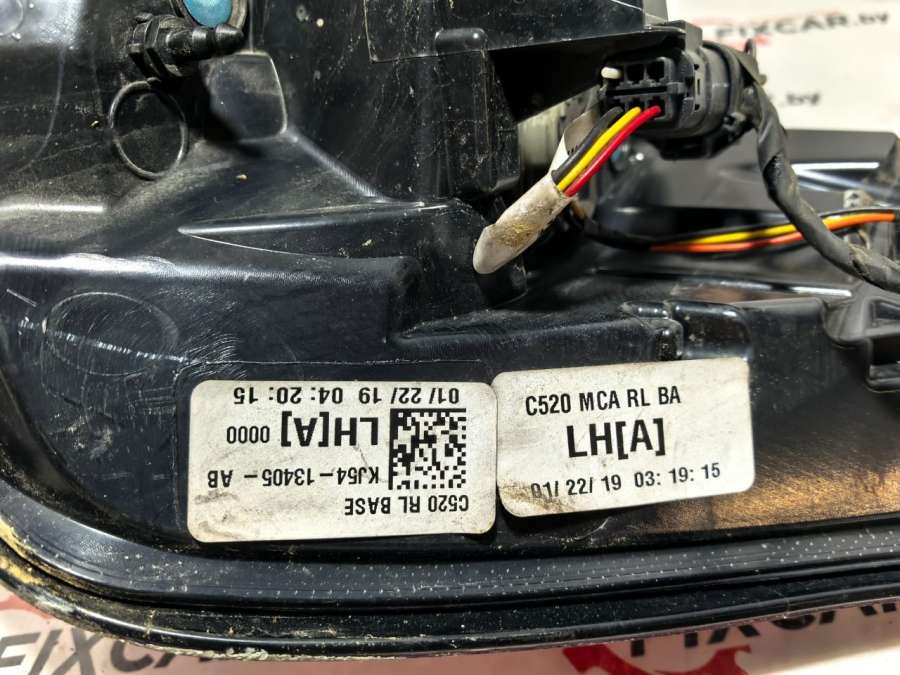 FIXCAR.by
C520 RL BASE
KJ54-13405- AB
LH[A] 0000
01/ 22/ 19 04: 20: 15
C520 MCA RL BA
LH[A]
01/ 22/ 19 03: 19: 15
FIXCAR
FIXCAR